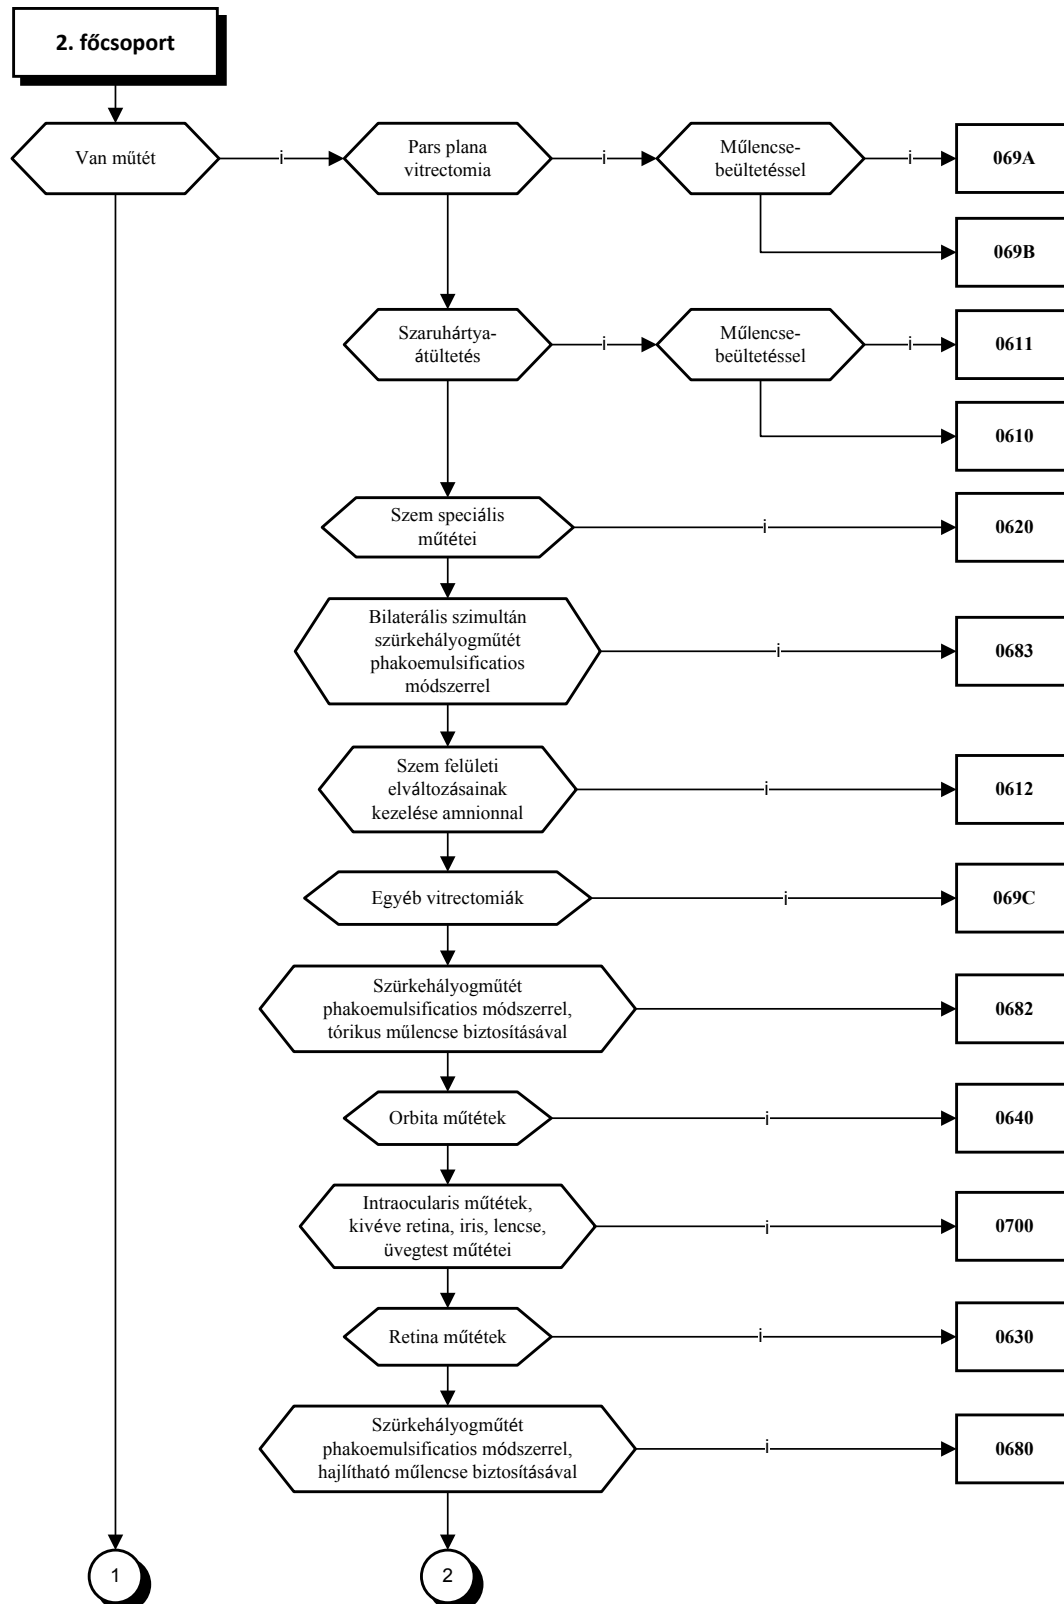 2. főcsoport
Van műtét
i
Pars plana
vitrectomia
i
Műlencse-
beültetéssel
i
069A
069B
Szaruhártya-
átültetés
i
Műlencse-
beültetéssel
i
0611
0610
Szem speciális
műtétei
i
0620
Bilaterális szimultán
szürkehályogműtét
phakoemulsificatios
módszerrel
i
0683
Szem felületi
elváltozásainak
kezelése amnionnal
i
0612
Egyéb vitrectomiák
i
069C
Szürkehályogműtét
phakoemulsificatios módszerrel,
tórikus műlencse biztosításával
0682
Orbita műtétek
i
0640
Intraocularis műtétek,
kivéve retina, iris, lencse,
üvegtest műtétei
i
0700
Retina műtétek
i
0630
Szürkehályogműtét
phakoemulsificatios módszerrel,
hajlítható műlencse biztosításával
i
0680
1
2